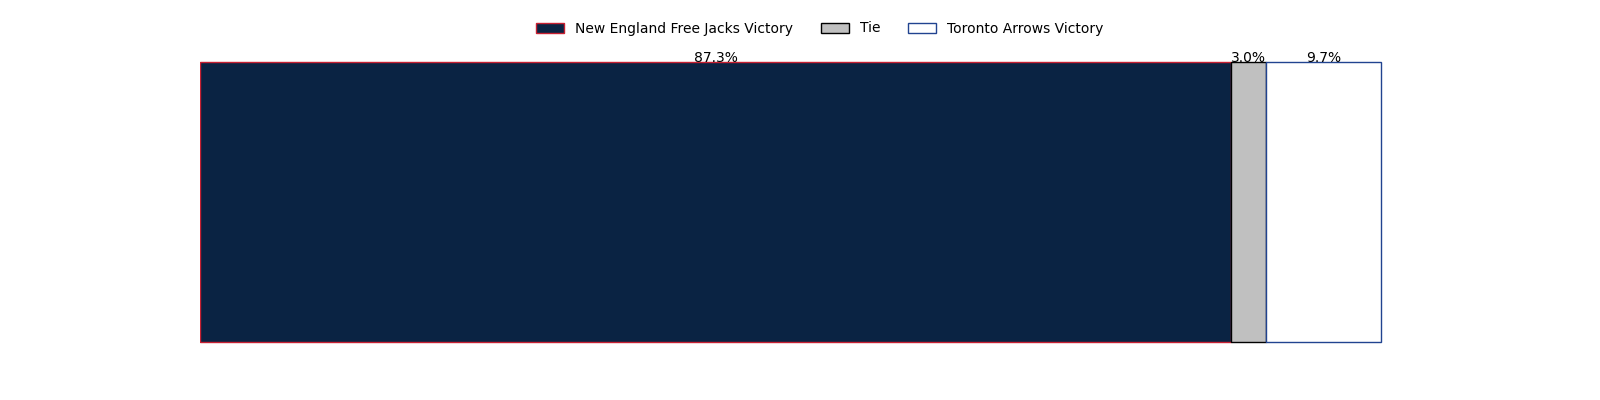 New England Free Jacks Victory Tie Toronto Arrows Victory
87.3% 3.0% 9.7%